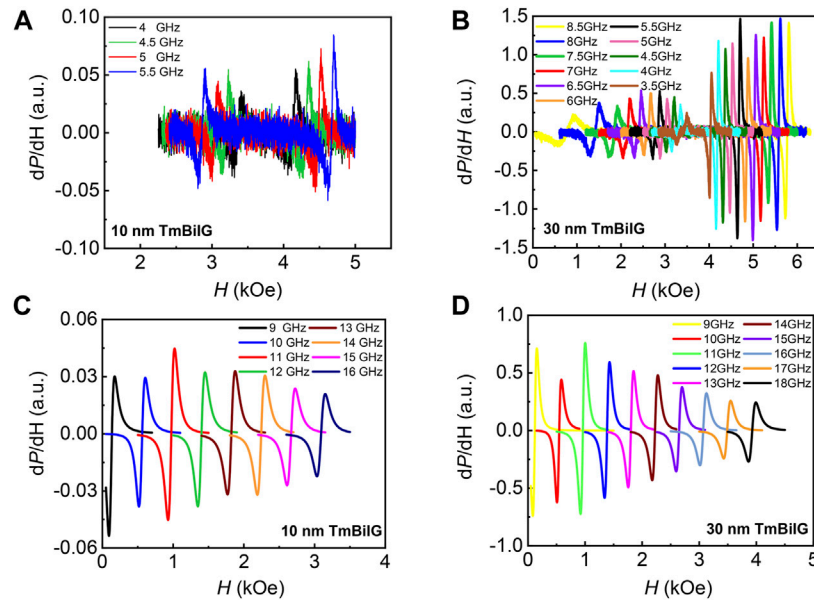 A
4 GHz
4.5 GHz
5 GHz
5.5 GHz
0.10
0.05
0.00
-0.05
-0.10
dP/dH (a.u.)
10 nm TmBiIG
2 3 4 5
H (kOe)
B
8.5GHz 5.5GHz
8GHz 5GHz
7.5GHz 4.5GHz
7GHz 4GHz
6.5GHz 3.5GHz
6GHz
1.5
1.0
0.5
0.0
-0.5
-1.0
-1.5
dP/dH (a.u.)
30 nm TmBiIG
0 1 2 3 4 5 6
H (kOe)
C
9 GHz 13 GHz
10 GHz 14 GHz
11 GHz 15 GHz
12 GHz 16 GHz
0.06
0.03
0.00
-0.03
-0.06
dP/dH (a.u.)
10 nm TmBiIG
0 1 2 3 4
H (kOe)
D
9GHz 14GHz
10GHz 15GHz
11GHz 16GHz
12GHz 17GHz
13GHz 18GHz
1.0
0.5
0.0
-0.5
-1.0
dP/dH (a.u.)
30 nm TmBiIG
0 1 2 3 4 5
H (kOe)